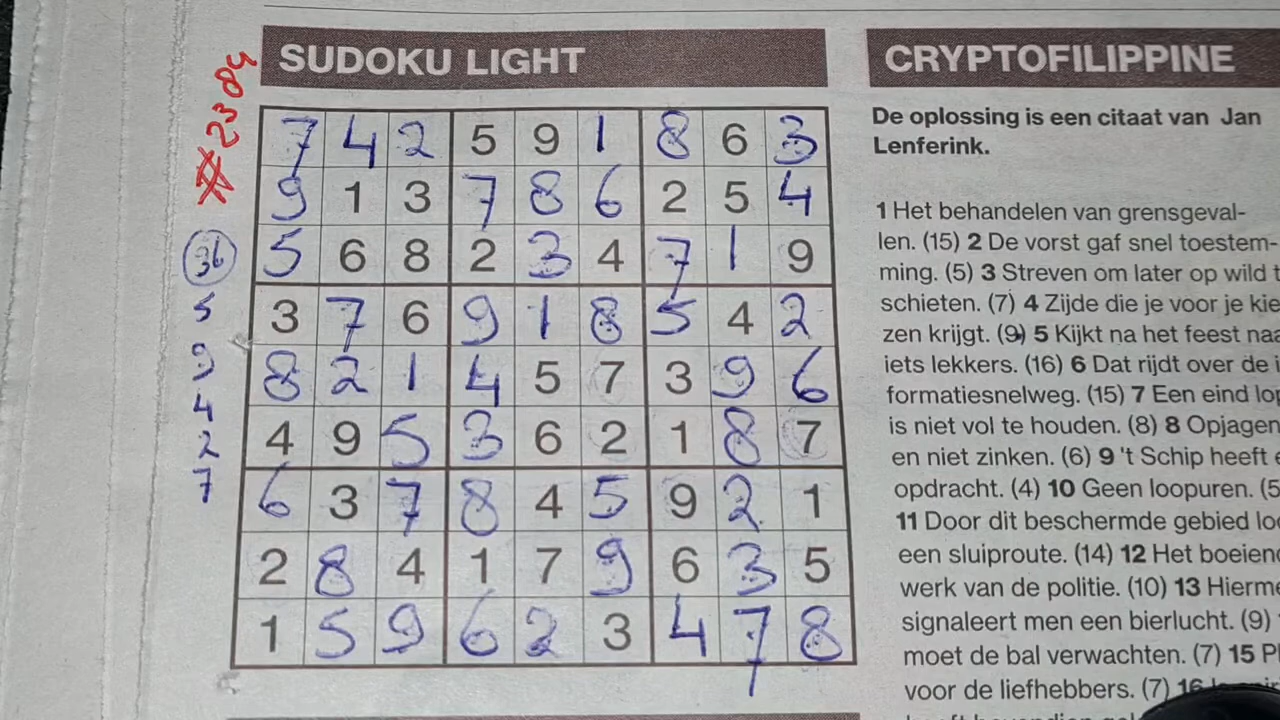 SUDOKU LIGHT
CRYPTOFILIPPINE
#2384
36
5
9
4
2
7
7 4 2 5 9 1 8 6 3
9 1 3 7 8 6 2 5 4
5 6 8 2 3 4 7 1 9
3 7 6 9 1 8 5 4 2
8 2 1 4 5 7 3 9 6
4 9 5 3 6 2 1 8 7
6 3 7 8 4 5 9 2 1
2 8 4 1 7 9 6 3 5
1 5 9 6 2 3 4 7 8
De oplossing is een citaat van Jan
Lenferink.
1 Het behandelen van grensgeval-
len. (15) 2 De vorst gaf snel toestem-
ming. (5) 3 Streven om later op wild t
schieten. (7) 4 Zijde die je voor je kie
zen krijgt. (9) 5 Kijkt na het feest naa
iets lekkers. (16) 6 Dat rijdt over de i
formatiesnelweg. (15) 7 Een eind lop
is niet vol te houden. (8) 8 Opjagen
en niet zinken. (6) 9 't Schip heeft e
opdracht. (4) 10 Geen loopuren. (5
11 Door dit beschermde gebied loo
een sluiproute. (14) 12 Het boeiend
werk van de politie. (10) 13 Hierme
signaleert men een bierlucht. (9)
moet de bal verwachten. (7) 15 Pl
voor de liefhebbers. (7) 16